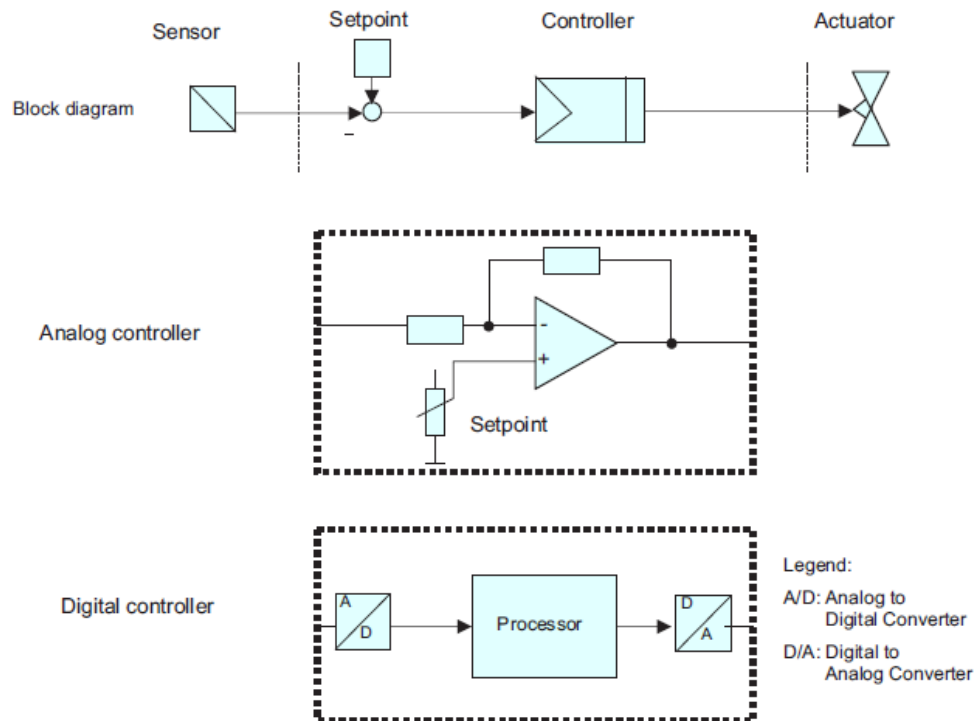 Sensor
Setpoint
Controller
Actuator
Block diagram
−
Analog controller
-
+
Setpoint
Digital controller
A
D
Processor
D
A
Legend:
A/D: Analog to
Digital Converter
D/A: Digital to
Analog Converter